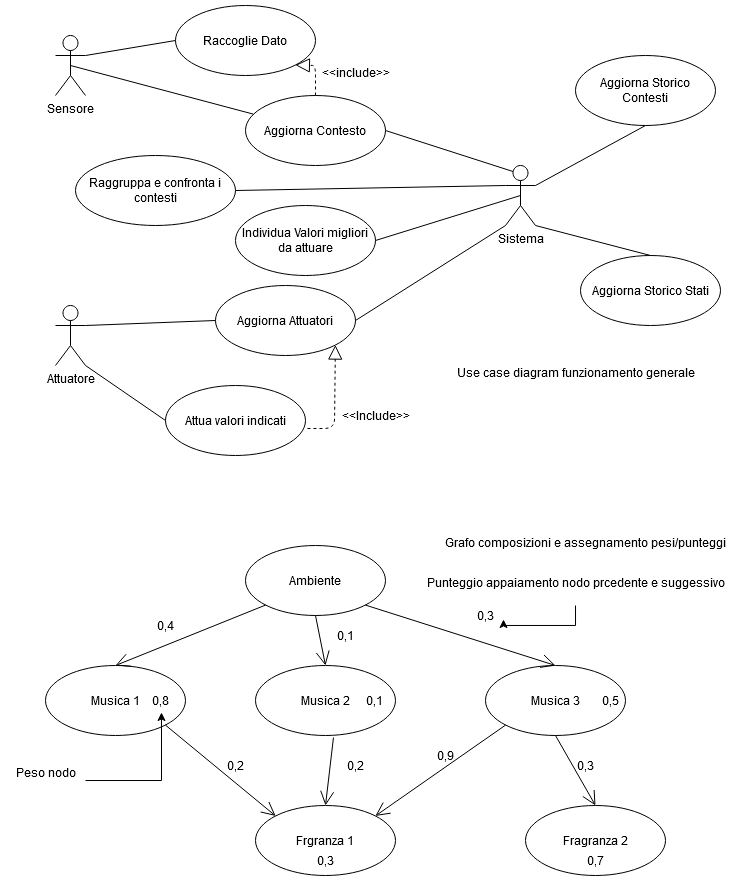 Raccoglie Dato
<<include>>
Sensore
Aggiorna Contesto
Aggiorna Storico
Contesti
Raggruppa e confronta i
contesti
Individua Valori migliori
da attuare
Sistema
Aggiorna Storico Stati
Aggiorna Attuatori
Attuatore
Use case diagram funzionamento generale
Attua valori indicati
<<Include>>
Grafo composizioni e assegnamento pesi/punteggi
Ambiente
Punteggio appaiamento nodo prcedente e suggessivo
0,4
0,1
0,3
Musica 1 0,8
Musica 2 0,1
Musica 3 0,5
Peso nodo
0,2
0,2
0,9
0,3
Frgranza 1
0,3
Fragranza 2
0,7